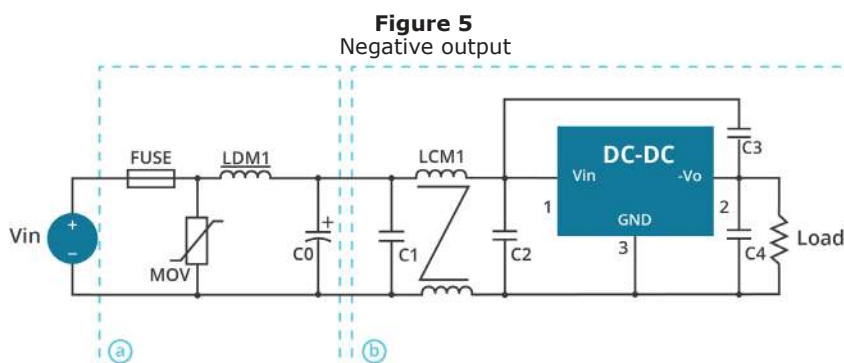 Figure 5
Negative output
FUSE
LDM1
LCM1
DC-DC
C3
Vin
-Vo
Vin
+
−
MOV
+
C0
C1
C2
1
GND
2
3
C4
Load
a
b